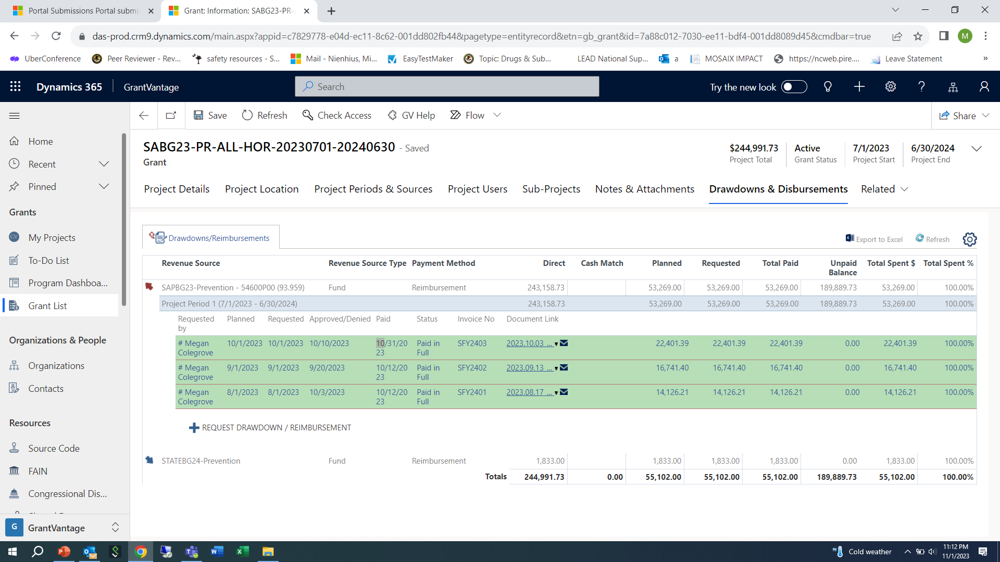 Portal Submissions Portal submi
Grant: Information: SABG23-PR-
das-prod.crm9.dynamics.com/main.aspx?appid=c7829778-e04d-ec11-8c62-001dd802fb44&pagetype=entityrecord&etn=gb_grant&id=7a88c012-7030-ee11-bdf4-001dd8089d45&cmdbar=true
M
UberConference
Peer Reviewer - Rev...
safety resources - S...
Mail - Nienhius, Mi...
EasyTestMaker
Topic: Drugs & Sub...
LEAD National Sup...
a
MOSAIX IMPACT
https://ncweb.pire....
Leave Statement
»
Dynamics 365
GrantVantage
Search
Try the new look
Save
Refresh
Check Access
GV Help
Flow
Share
Home
Recent
Pinned
Grants
My Projects
To-Do List
Program Dashboa...
Grant List
Organizations & People
Organizations
Contacts
Resources
Source Code
FAIN
Congressional Dis...
G GrantVantage
SABG23-PR-ALL-HOR-20230701-20240630 - Saved
Grant
$244,991.73 Project Total
Active Grant Status
7/1/2023 Project Start
6/30/2024 Project End
Project Details Project Location Project Periods & Sources Project Users Sub-Projects Notes & Attachments Drawdowns & Disbursements Related
Drawdowns/Reimbursements
Export to Excel Refresh
Revenue Source Revenue Source Type Payment Method Direct Cash Match Planned Requested Total Paid Unpaid Balance Total Spent $ Total Spent %
SAPBG23-Prevention - 54600P00 (93.959) Fund Reimbursement 243,158.73 53,269.00 53,269.00 53,269.00 189,889.73 53,269.00 100.00%
Project Period 1 (7/1/2023 - 6/30/2024) 243,158.73 53,269.00 53,269.00 53,269.00 189,889.73 53,269.00 100.00%
Requested by Planned Requested Approved/Denied Paid Status Invoice No Document Link
# Megan Colegrove 10/1/2023 10/1/2023 10/10/2023 10/31/2023 Paid in Full SFY2403 2023.10.03 ... 22,401.39 22,401.39 22,401.39 0.00 22,401.39 100.00%
# Megan Colegrove 9/1/2023 9/1/2023 9/20/2023 10/12/2023 Paid in Full SFY2402 2023.09.13 ... 16,741.40 16,741.40 16,741.40 0.00 16,741.40 100.00%
# Megan Colegrove 8/1/2023 8/1/2023 10/3/2023 10/12/2023 Paid in Full SFY2401 2023.08.17 ... 14,126.21 14,126.21 14,126.21 0.00 14,126.21 100.00%
REQUEST DRAWDOWN / REIMBURSEMENT
STATEBG24-Prevention Fund Reimbursement 1,833.00 1,833.00 1,833.00 1,833.00 0.00 1,833.00 100.00%
Totals 244,991.73 0.00 55,102.00 55,102.00 55,102.00 189,889.73 55,102.00 100.00%
Cold weather
11:12 PM
11/1/2023